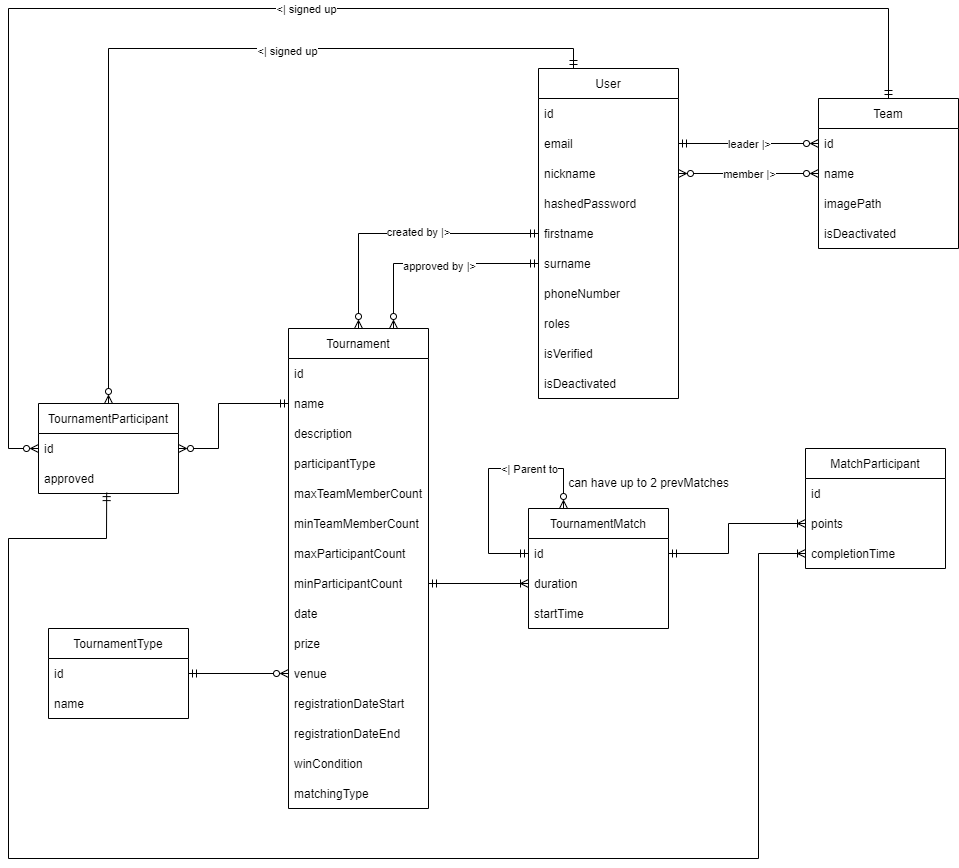 <| signed up
<| signed up
User
id
email
nickname
hashedPassword
firstname
surname
phoneNumber
roles
isVerified
isDeactivated
Team
id
name
imagePath
isDeactivated
leader |>
member |>
created by |>
approved by |>
Tournament
id
name
description
participantType
maxTeamMemberCount
minTeamMemberCount
maxParticipantCount
minParticipantCount
date
prize
venue
registrationDateStart
registrationDateEnd
winCondition
matchingType
TournamentParticipant
id
approved
<| Parent to
can have up to 2 prevMatches
TournamentMatch
id
duration
startTime
MatchParticipant
id
points
completionTime
TournamentType
id
name